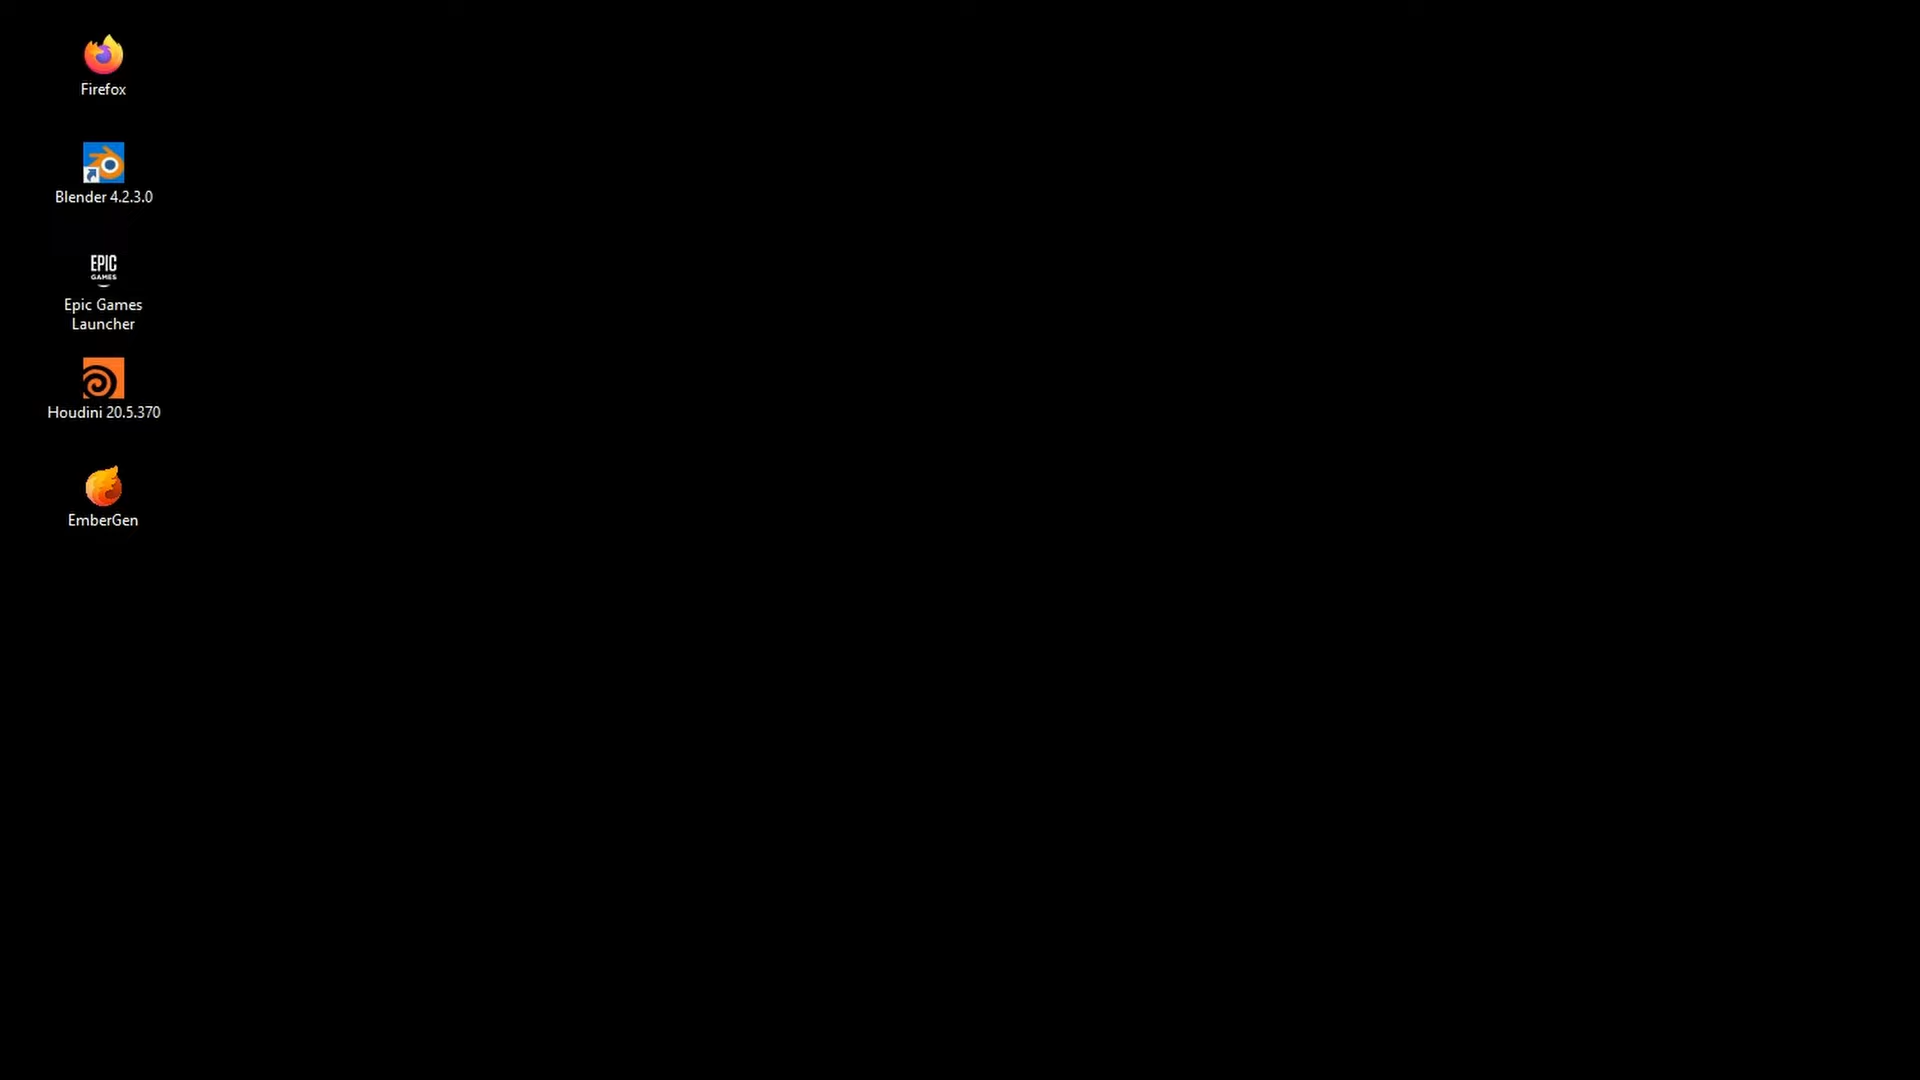 Firefox
Blender 4.2.3.0
EPIC
GAMES
Epic Games
Launcher
Houdini 20.5.370
EmberGen